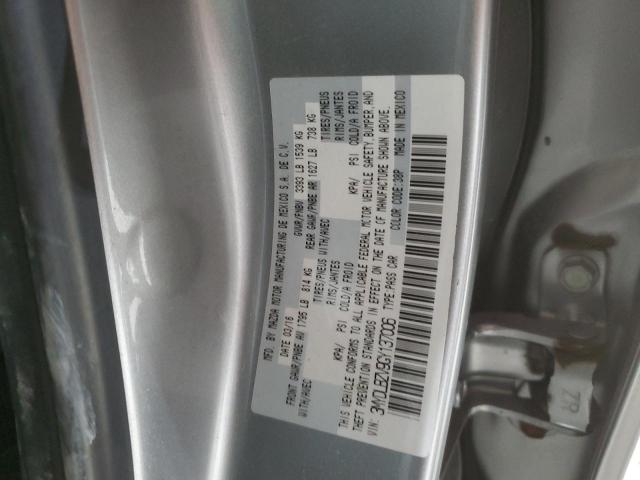 MFD. BY MAZDA MOTOR MANUFACTURING DE MEXICO S.A. DE C.V.
DATE 03/16 GVWR/PNBV 3393 LB 1539 KG
FRONT GAWR/PNBE AV 1795 LB 814 KG REAR GAWR/PNBE AR 1627 LB 738 KG
WITH/AVEC TIRES/PNEUS WITH/AVEC TIRES/PNEUS
RIMS/JANTES RIMS/JANTES
KPA/ PSI COLD/A FROID KPA/ PSI COLD/A FROID
THIS VEHICLE CONFORMS TO ALL APPLICABLE FEDERAL MOTOR VEHICLE SAFETY, BUMPER, AND
THEFT PREVENTION STANDARDS IN EFFECT ON THE DATE OF MANUFACTURE SHOWN ABOVE.
VIN: TYPE: PASS CAR COLOR CODE: 38P MADE IN MEXICO